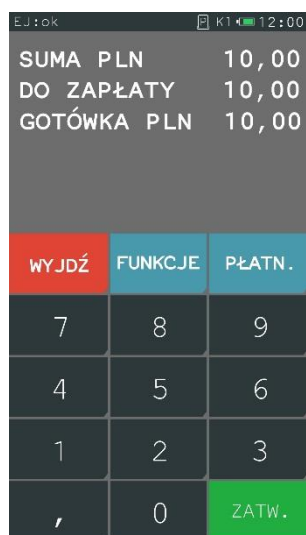 EJ:ok P K1 12:00
SUMA PLN 10,00
DO ZAPŁATY 10,00
GOTÓWKA PLN 10,00
WYJDŹ FUNKCJE PŁATN.
7 8 9
4 5 6
1 2 3
, 0 ZATW.